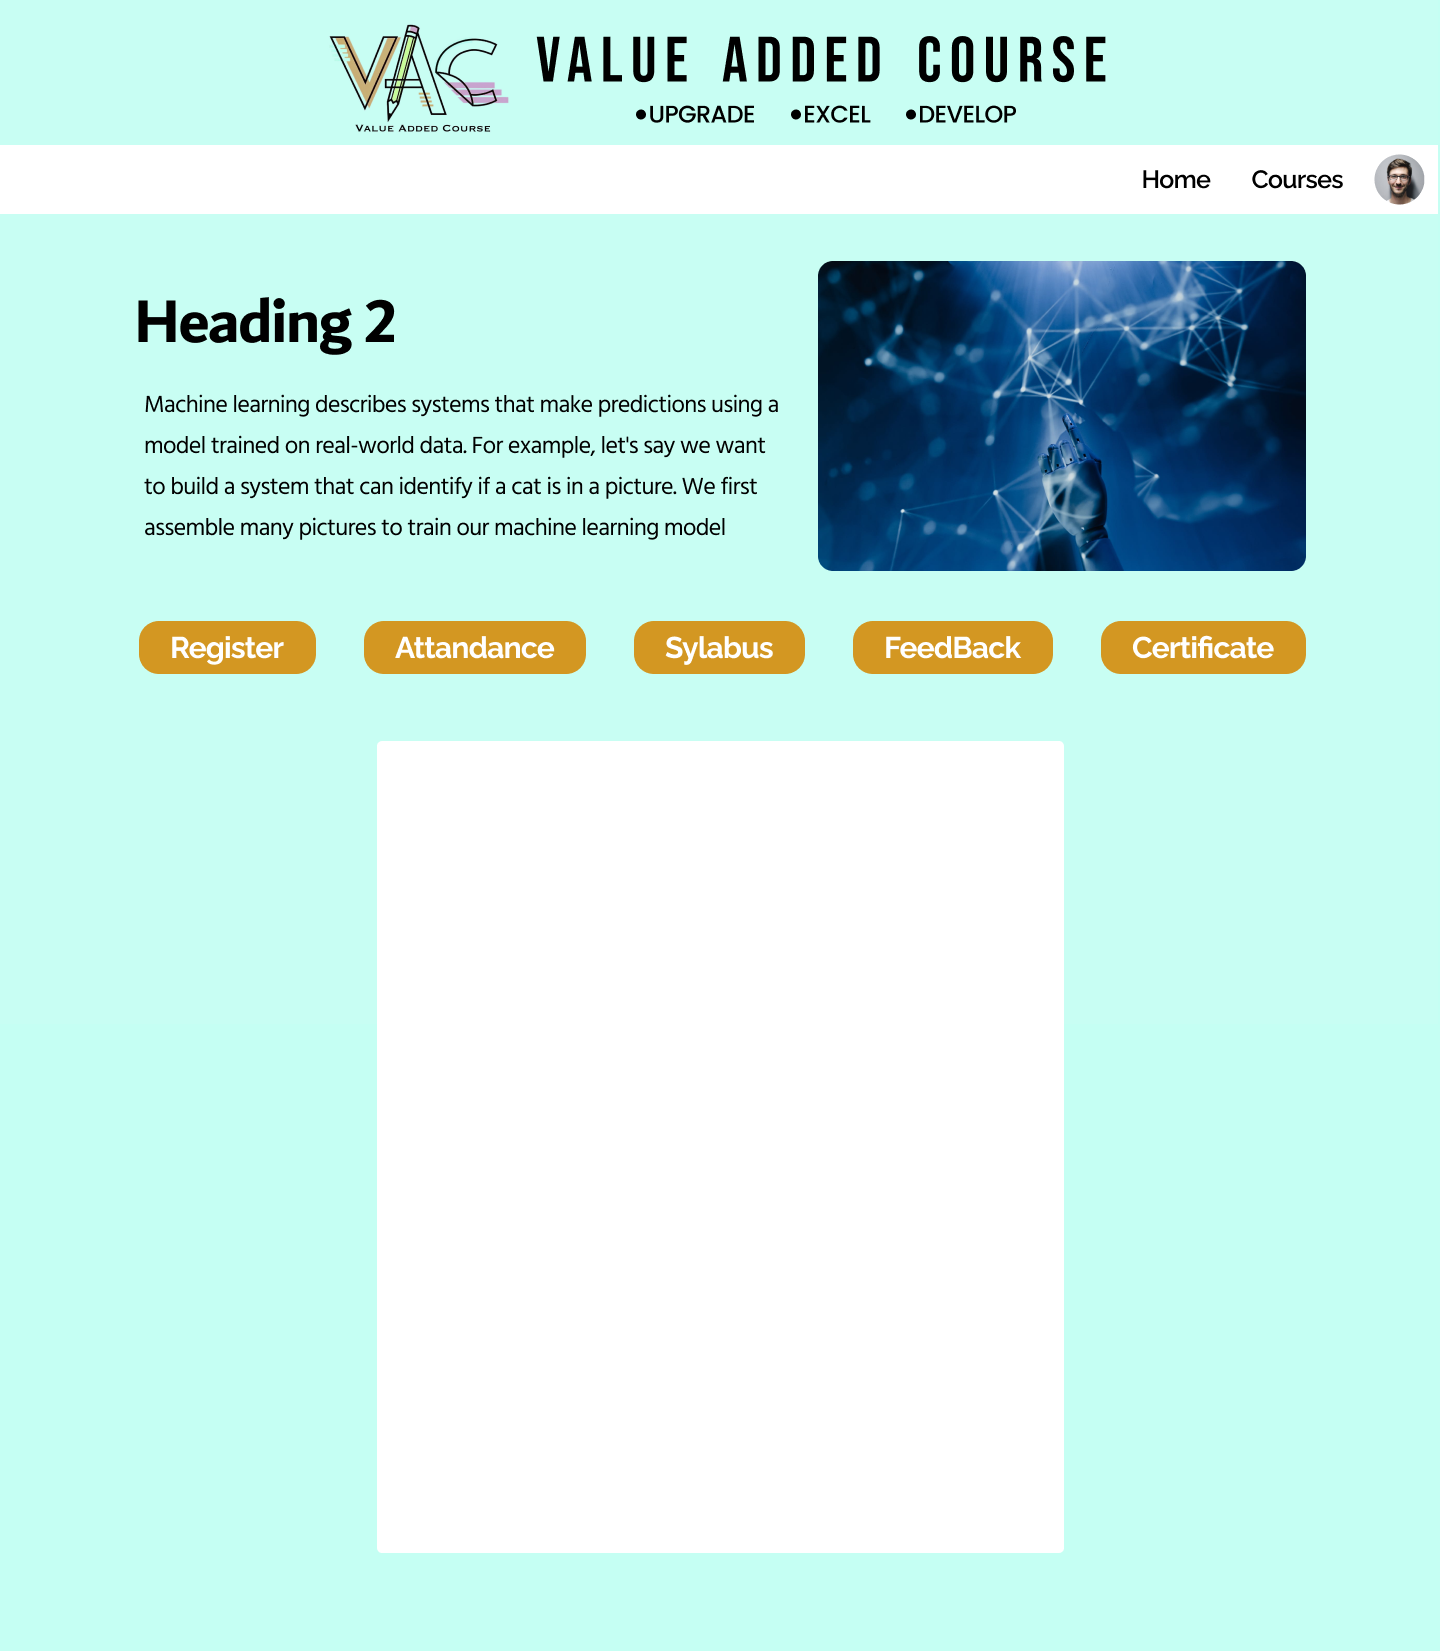 VAC
VALUE ADDED COURSE
VALUE ADDED COURSE
•UPGRADE •EXCEL •DEVELOP
Home Courses
Heading 2
Machine learning describes systems that make predictions using a
model trained on real-world data. For example, let's say we want
to build a system that can identify if a cat is in a picture. We first
assemble many pictures to train our machine learning model
Register Attandance Sylabus FeedBack Certificate